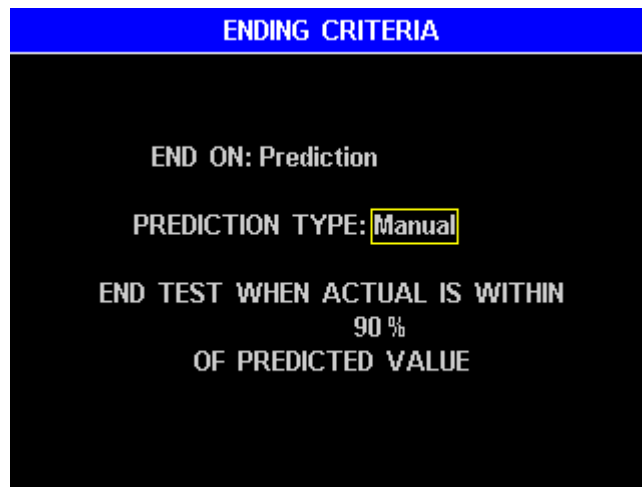 ENDING CRITERIA
END ON: Prediction
PREDICTION TYPE: Manual
END TEST WHEN ACTUAL IS WITHIN
90 %
OF PREDICTED VALUE